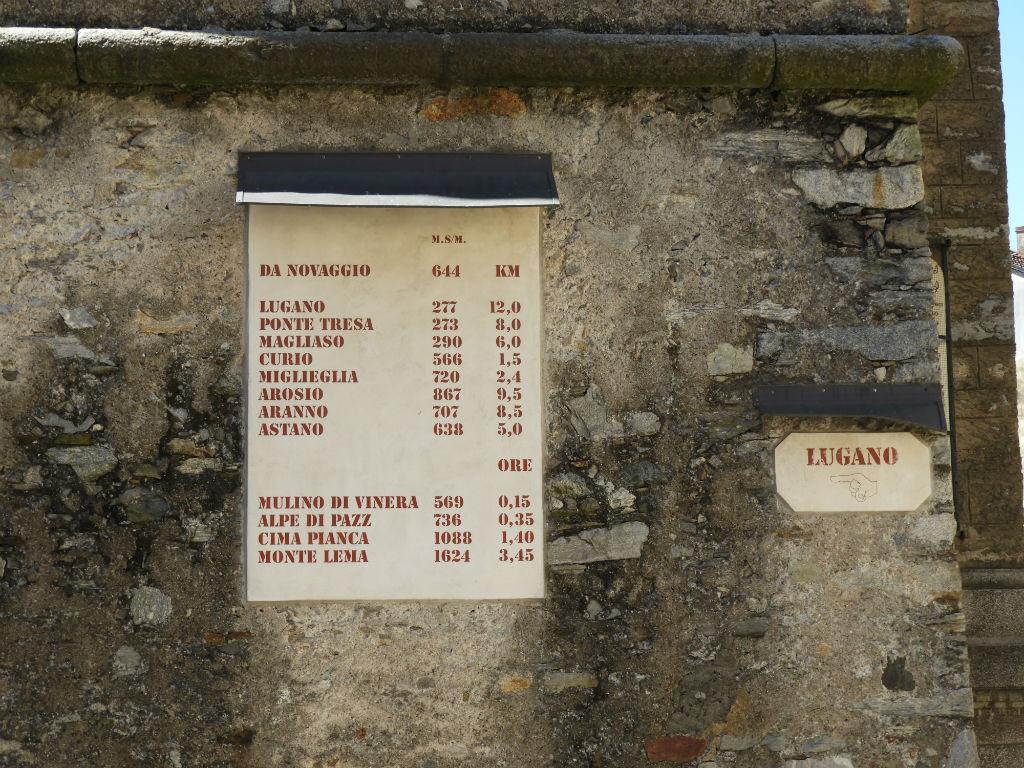 M.S/M.
DA NOVAGGIO 644 KM
LUGANO 277 12,0
PONTE TRESA 273 8,0
MAGLIASO 290 6,0
CURIO 566 1,5
MIGLIEGLIA 720 2,4
AROSIO 867 9,5
ARANNO 707 8,5
ASTANO 638 5,0
ORE
MULINO DI VINERA 569 0,15
ALPE DI PAZZ 736 0,35
CIMA PIANCA 1088 1,40
MONTE LEMA 1624 3,45
LUGANO